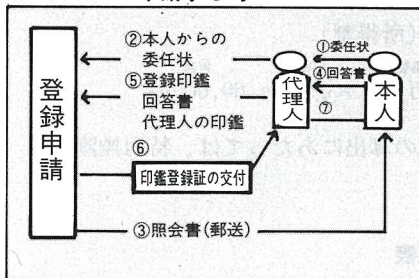 ②本人からの
委任状
①委任状
⑤登録印鑑
④回答書
回答書
⑦
代理人の印鑑
登録申請
代理人
本人
⑥
印鑑登録証の交付
③照会書(郵送)